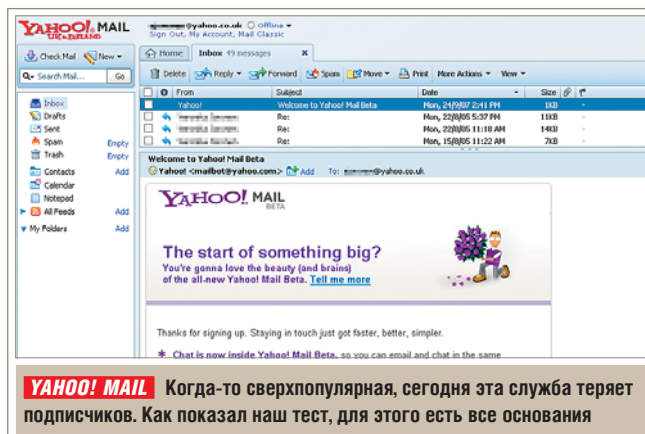 YAHOO! MAIL
UK & IRELAND
@yahoo.co.uk Offline
Sign Out, My Account, Mail Classic
Check Mail New
Search Mail... Go
Home Inbox 49 messages x
Delete Reply Forward Spam Move Print More Actions View
From Subject Date Size
Yahoo! Welcome to Yahoo! Mail Beta Mon, 24/9/07 2:41 PM 1KB
Re: Mon, 22/8/05 5:37 PM 11KB
Re: Mon, 22/8/05 11:18 AM 14KB
Re: Mon, 15/8/05 11:22 AM 7KB
Inbox
Drafts
Sent
Spam Empty
Trash Empty
Contacts Add
Calendar
Notepad
All Feeds Add
My Folders Add
Welcome to Yahoo! Mail Beta
Yahoo! <mailbot@yahoo.com> Add To: @yahoo.co.uk
YAHOO! MAIL
BETA
The start of something big?
You're gonna love the beauty (and brains)
of the all-new Yahoo! Mail Beta. Tell me more
Thanks for signing up. Staying in touch just got faster, better, simpler.
* Chat is now inside Yahoo! Mail Beta, so you can email and chat in the same
YAHOO! MAIL Когда-то сверхпопулярная, сегодня эта служба теряет
подписчиков. Как показал наш тест, для этого есть все основания